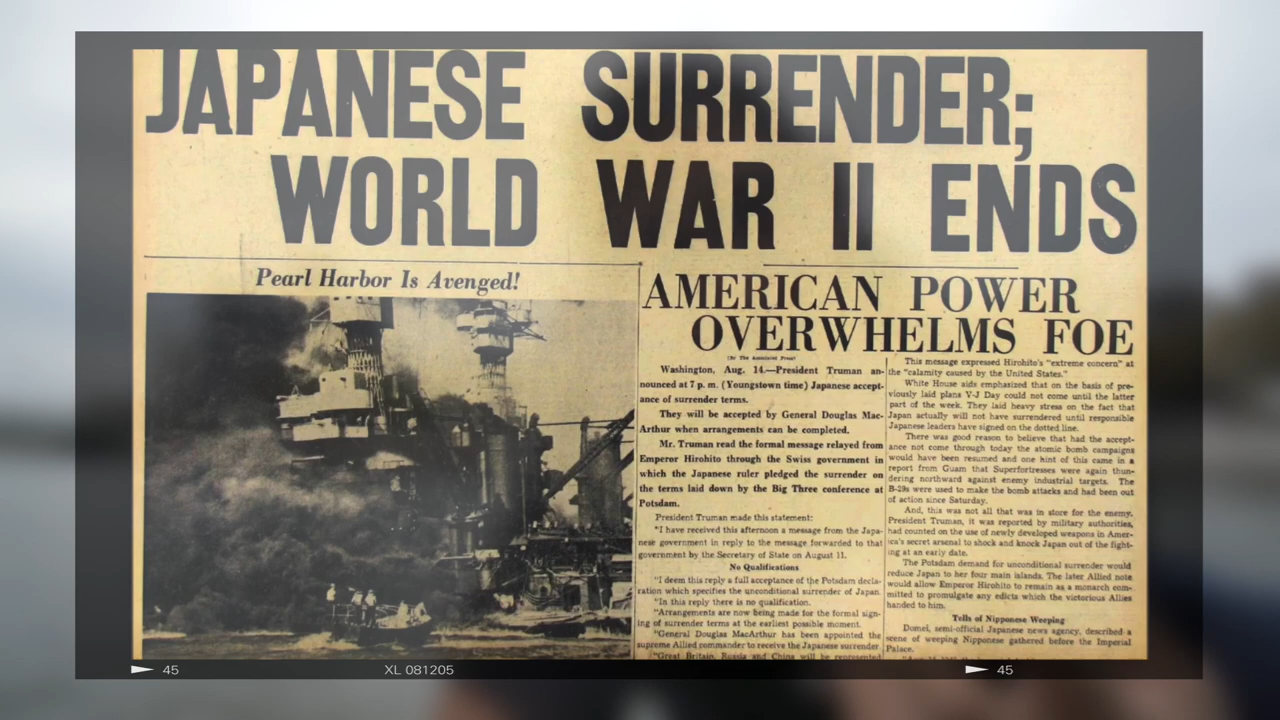 JAPANESE SURRENDER;
WORLD WAR II ENDS
Pearl Harbor Is Avenged!
AMERICAN POWER
OVERWHELMS FOE
(By The Associated Press)
Washington, Aug. 14.—President Truman an-
nounced at 7 p. m. (Youngstown time) Japanese accept-
ance of surrender terms.
They will be accepted by General Douglas Mac-
Arthur when arrangements can be completed.
Mr. Truman read the formal message relayed from
Emperor Hirohito through the Swiss government in
which the Japanese ruler pledged the surrender on
the terms laid down by the Big Three conference at
Potsdam.
President Truman made this statement:
"I have received this afternoon a message from the Japa-
nese government in reply to the message forwarded to that
government by the Secretary of State on August 11.
No Qualifications
"I deem this reply a full acceptance of the Potsdam decla-
ration which specifies the unconditional surrender of Japan.
"In this reply there is no qualification.
"Arrangements are now being made for the formal sign-
ing of surrender terms at the earliest possible moment.
"General Douglas MacArthur has been appointed the
supreme Allied commander to receive the Japanese surrender.
"Great Britain, Russia and China will be represented
This message expressed Hirohito's "extreme concern" at
the "calamity caused by the United States."
White House aids emphasized that on the basis of pre-
viously laid plans V-J Day could not come until the latter
part of the week. They laid heavy stress on the fact that
Japan actually will not have surrendered until responsible
Japanese leaders have signed on the dotted line.
There was good reason to believe that had the accept-
ance not come through today the atomic bomb campaigns
would have been resumed and one hint of this came in a
report from Guam that Superfortresses were again thun-
dering northward against enemy industrial targets. The
B-29s were used to make the bomb attacks and had been out
of action since Saturday.
And, this was not all that was in store for the enemy.
President Truman, it was reported by military authorities,
had counted on the use of newly developed weapons in Amer-
ica's secret arsenal to shock and knock Japan out of the fight-
ing at an early date.
The Potsdam demand for unconditional surrender would
reduce Japan to her four main islands. The later Allied note
would allow Emperor Hirohito to remain as a monarch com-
mitted to promulgate any edicts which the victorious Allies
handed to him.
Tells of Nipponese Weeping
Domei, semi-official Japanese news agency, described a
scene of weeping Nipponese gathered before the Imperial
Palace.
45
XL 081205
45